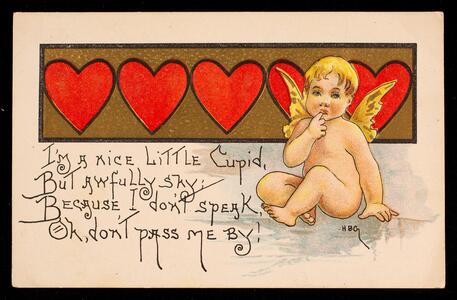 I'm a nice little Cupid,
But awfully shy;
Because I don't speak,
Oh, don't pass me by!
HBG